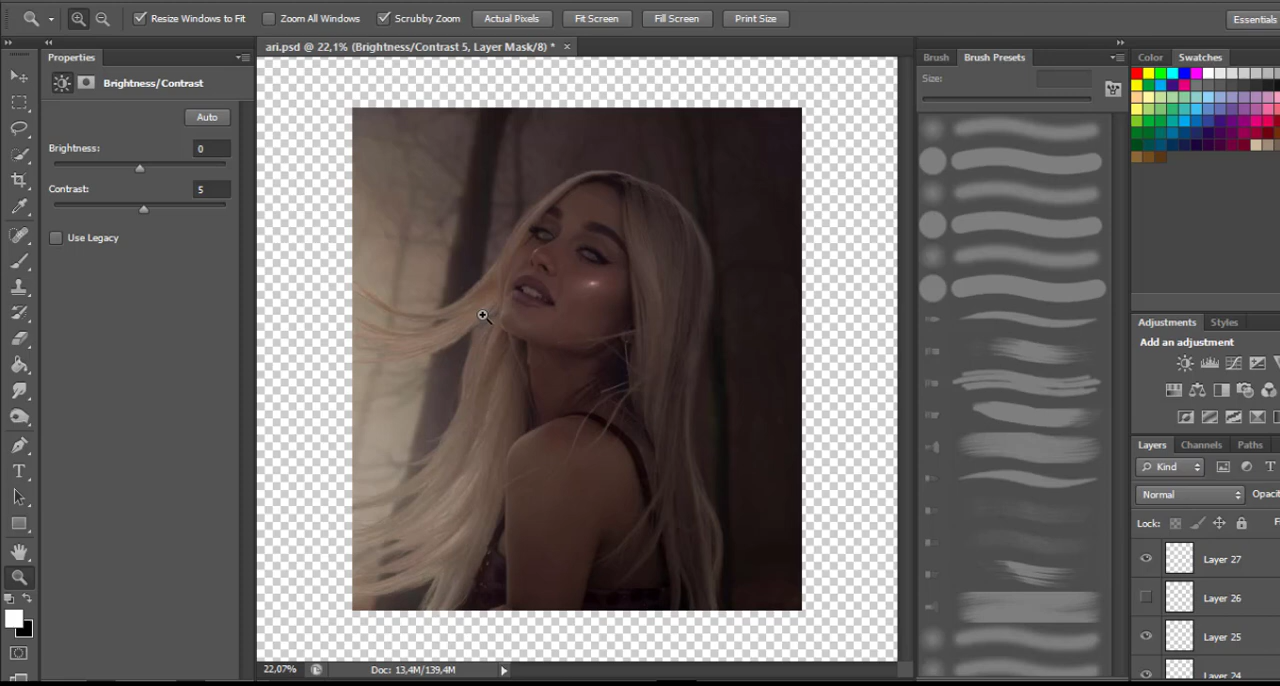 Resize Windows to Fit
Zoom All Windows
Scrubby Zoom
Actual Pixels
Fit Screen
Fill Screen
Print Size
Essentials
Properties
ari.psd @ 22,1% (Brightness/Contrast 5, Layer Mask/8) * ×
Brush
Brush Presets
Color
Swatches
Brightness/Contrast
Size:
Auto
Brightness: 0
Contrast: 5
Use Legacy
Adjustments
Styles
Add an adjustment
Layers
Channels
Paths
Kind
T
Normal
Opacit
Lock:
F
Layer 27
Layer 26
Layer 25
Layer 24
22,07%
Doc: 13,4M/139,4M